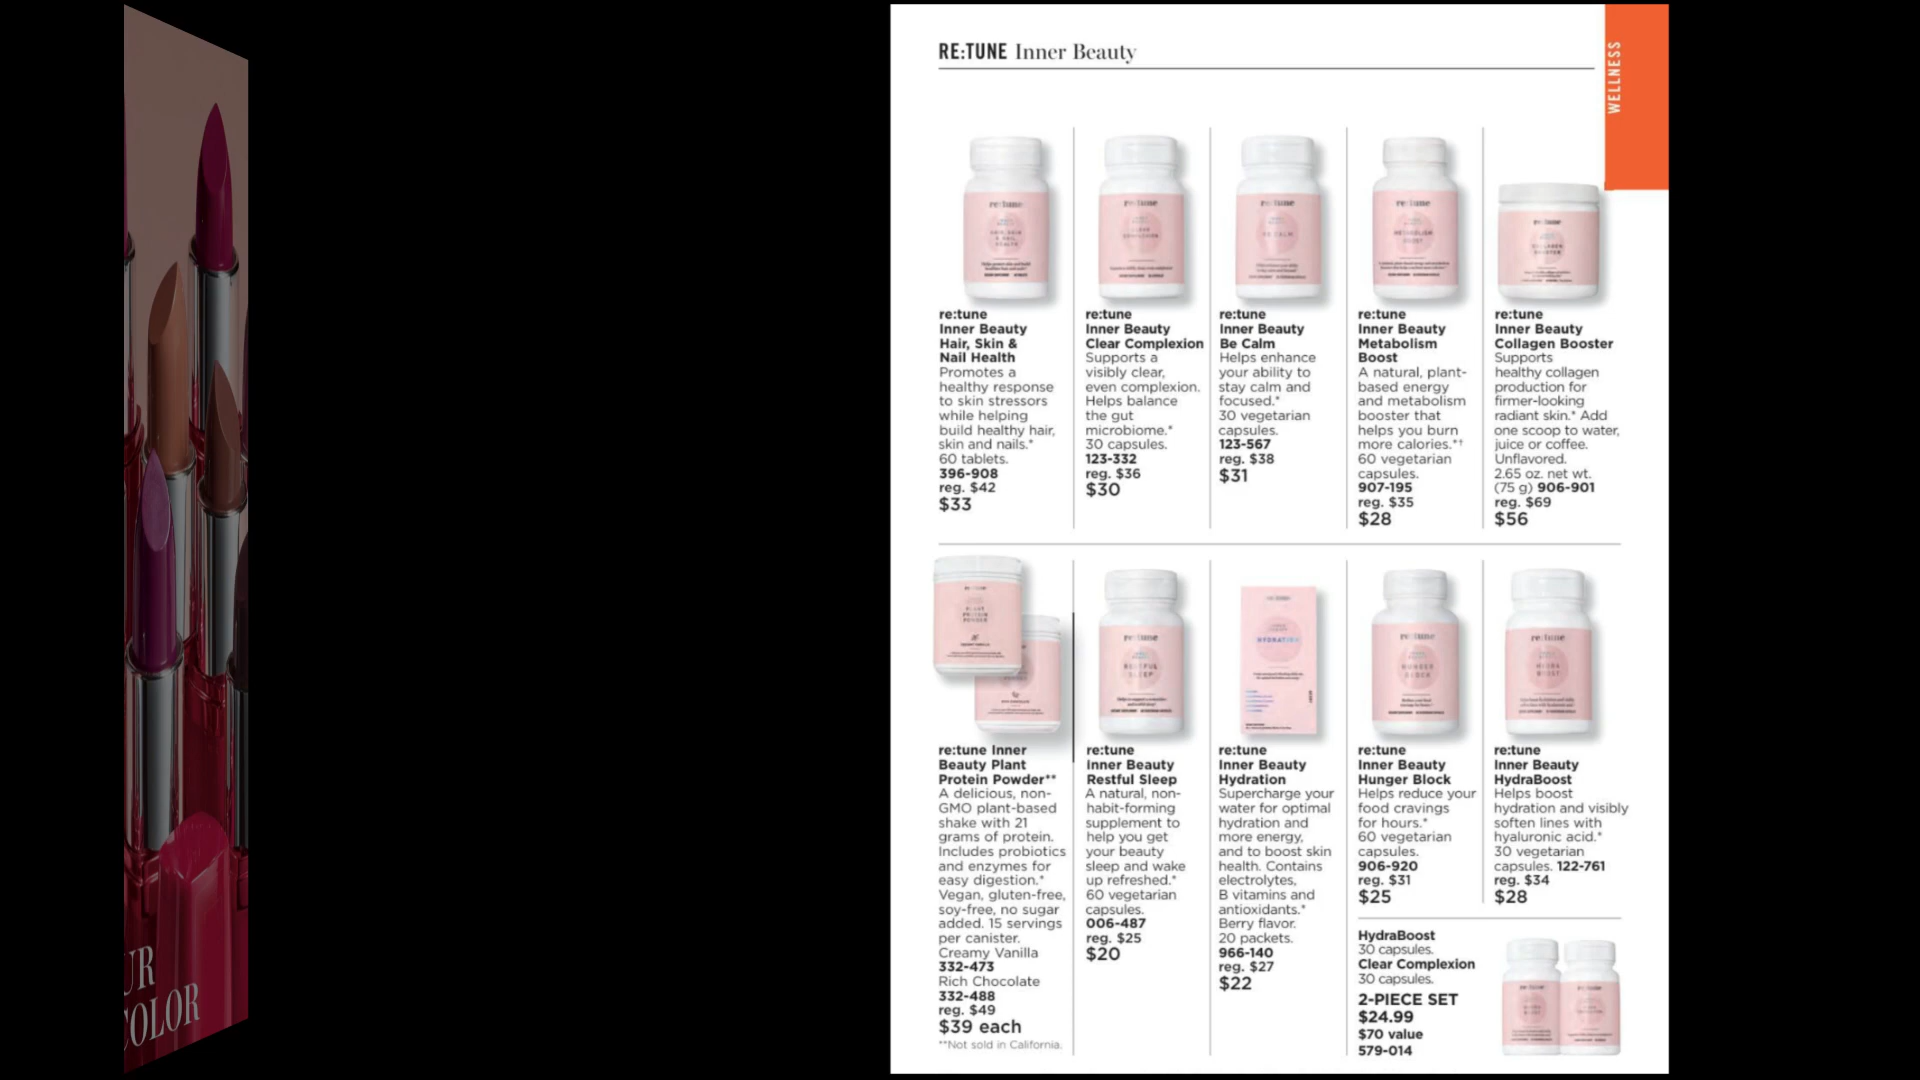 UR
COLOR
RE:TUNE Inner Beauty
WELLNESS
re:tune
Inner Beauty
Hair, Skin &
Nail Health
Promotes a
healthy response
to skin stressors
while helping
build healthy hair,
skin and nails.*
60 tablets.
396-908
reg. $42
$33
re:tune
Inner Beauty
Clear Complexion
Supports a
visibly clear,
even complexion.
Helps balance
the gut
microbiome.*
30 capsules.
123-332
reg. $36
$30
re:tune
Inner Beauty
Be Calm
Helps enhance
your ability to
stay calm and
focused.*
30 vegetarian
capsules.
123-567
reg. $38
$31
re:tune
Inner Beauty
Metabolism
Boost
A natural, plant-
based energy
and metabolism
booster that
helps you burn
more calories.*†
60 vegetarian
capsules.
907-195
reg. $35
$28
re:tune
Inner Beauty
Collagen Booster
Supports
healthy collagen
production for
firmer-looking
radiant skin.* Add
one scoop to water,
juice or coffee.
Unflavored.
2.65 oz. net wt.
(75 g) 906-901
reg. $69
$56
re:tune Inner
Beauty Plant
Protein Powder**
A delicious, non-
GMO plant-based
shake with 21
grams of protein.
Includes probiotics
and enzymes for
easy digestion.*
Vegan, gluten-free,
soy-free, no sugar
added. 15 servings
per canister.
Creamy Vanilla
332-473
Rich Chocolate
332-488
reg. $49
$39 each
**Not sold in California.
re:tune
Inner Beauty
Restful Sleep
A natural, non-
habit-forming
supplement to
help you get
your beauty
sleep and wake
up refreshed.*
60 vegetarian
capsules.
006-487
reg. $25
$20
re:tune
Inner Beauty
Hydration
Supercharge your
water for optimal
hydration and
more energy,
and to boost skin
health. Contains
electrolytes,
B vitamins and
antioxidants.*
Berry flavor.
20 packets.
966-140
reg. $27
$22
re:tune
Inner Beauty
Hunger Block
Helps reduce your
food cravings
for hours.*
60 vegetarian
capsules.
906-920
reg. $31
$25
re:tune
Inner Beauty
HydraBoost
Helps boost
hydration and visibly
soften lines with
hyaluronic acid.*
30 vegetarian
capsules. 122-761
reg. $34
$28
HydraBoost
30 capsules.
Clear Complexion
30 capsules.
2-PIECE SET
$24.99
$70 value
579-014